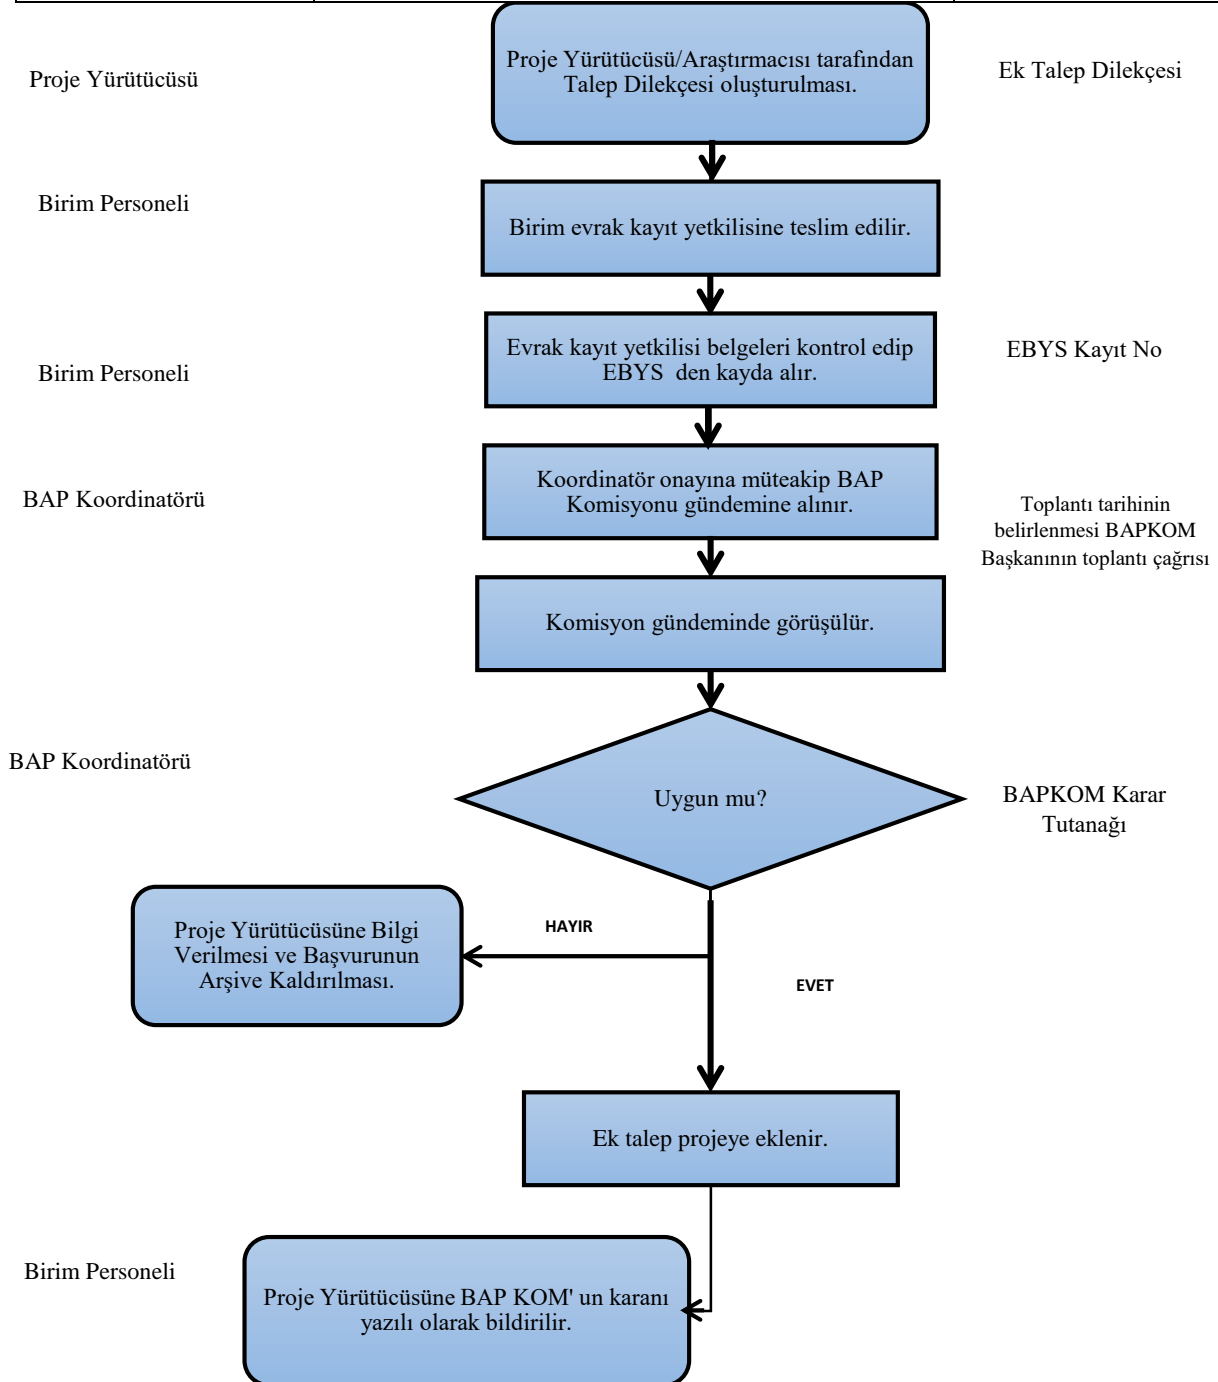 Proje Yürütücüsü
Proje Yürütücüsü/Araştırmacısı tarafından
Talep Dilekçesi oluşturulması.
Ek Talep Dilekçesi
Birim Personeli
Birim evrak kayıt yetkilisine teslim edilir.
Birim Personeli
Evrak kayıt yetkilisi belgeleri kontrol edip
EBYS  den kayda alır.
EBYS Kayıt No
BAP Koordinatörü
Koordinatör onayına müteakip BAP
Komisyonu gündemine alınır.
Toplantı tarihinin
belirlenmesi BAPKOM
Başkanının toplantı çağrısı
Komisyon gündeminde görüşülür.
BAP Koordinatörü
Uygun mu?
BAPKOM Karar
Tutanağı
Proje Yürütücüsüne Bilgi
Verilmesi ve Başvurunun
Arşive Kaldırılması.
HAYIR
EVET
Ek talep projeye eklenir.
Birim Personeli
Proje Yürütücüsüne BAP KOM' un karanı
yazılı olarak bildirilir.